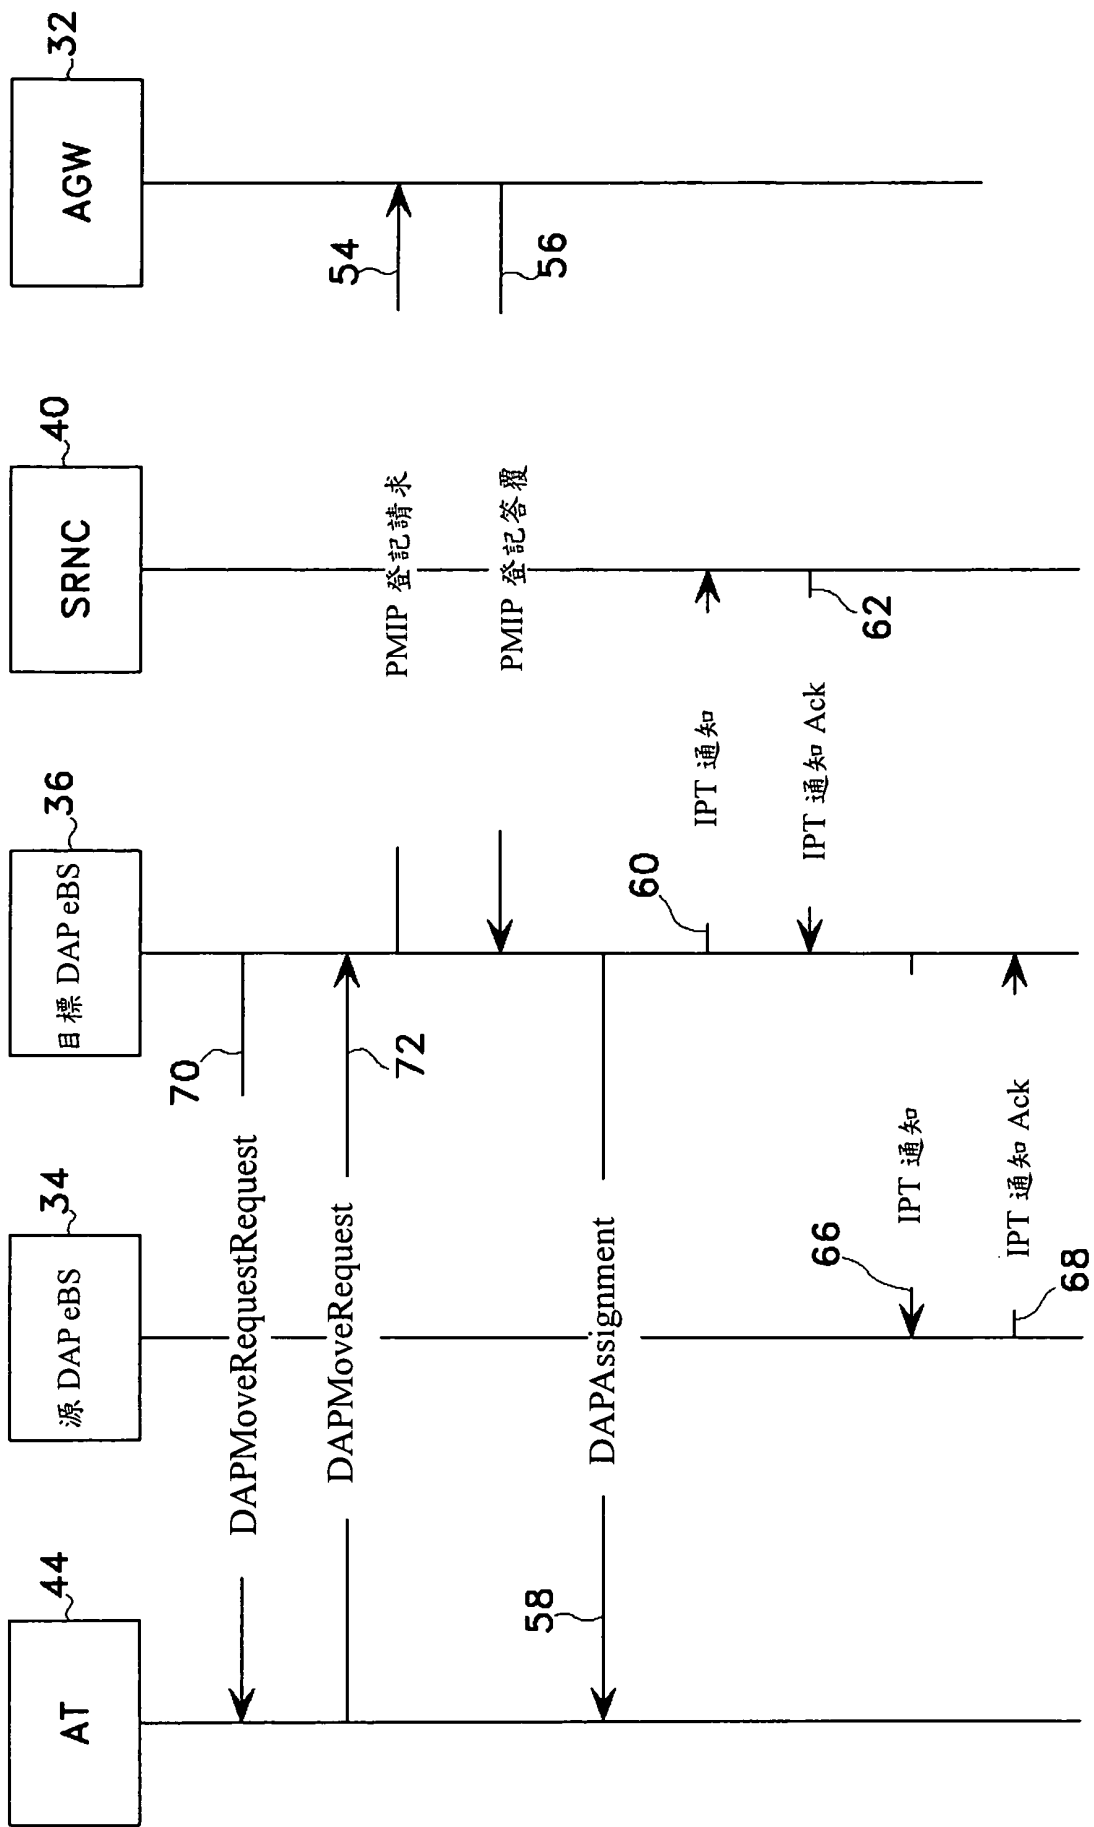 AT
44
源 DAP eBS
34
目標 DAP eBS
36
SRNC
40
AGW
32
DAPMoveRequestRequest
70
DAPMoveRequest
72
PMIP 登記請求
54
PMIP 登記答覆
56
58
DAPAssignment
60
IPT 通知
IPT 通知 Ack
62
66
IPT 通知
68
IPT 通知 Ack